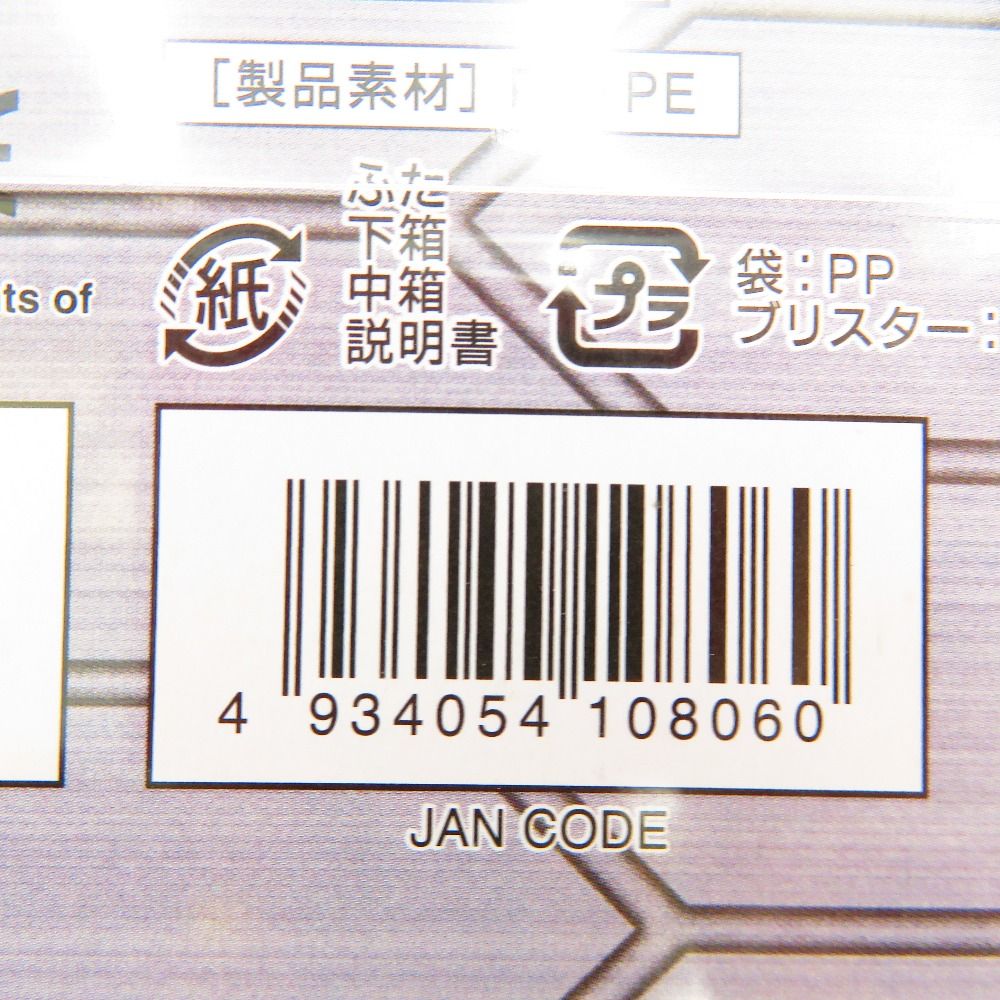 [製品素材] PE
ふた
下箱
中箱
説明書
紙
プラ
袋：PP
ブリスター：
ts of
4 934054 108060
JAN CODE